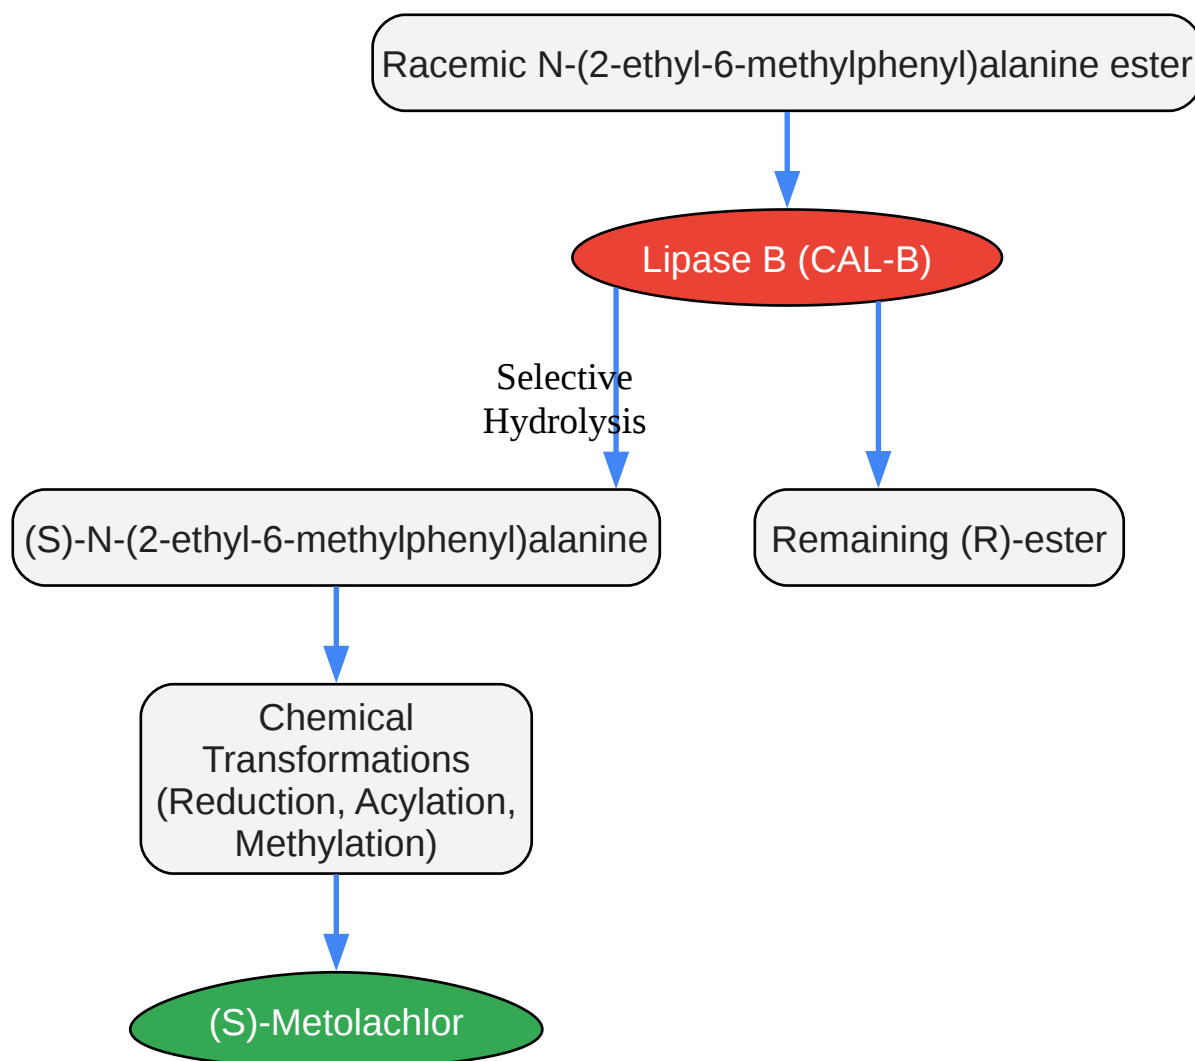 Racemic N-(2-ethyl-6-methylphenyl)alanine ester
Lipase B (CAL-B)
Selective
Hydrolysis
(S)-N-(2-ethyl-6-methylphenyl)alanine
Remaining (R)-ester
Chemical
Transformations
(Reduction, Acylation,
Methylation)
(S)-Metolachlor